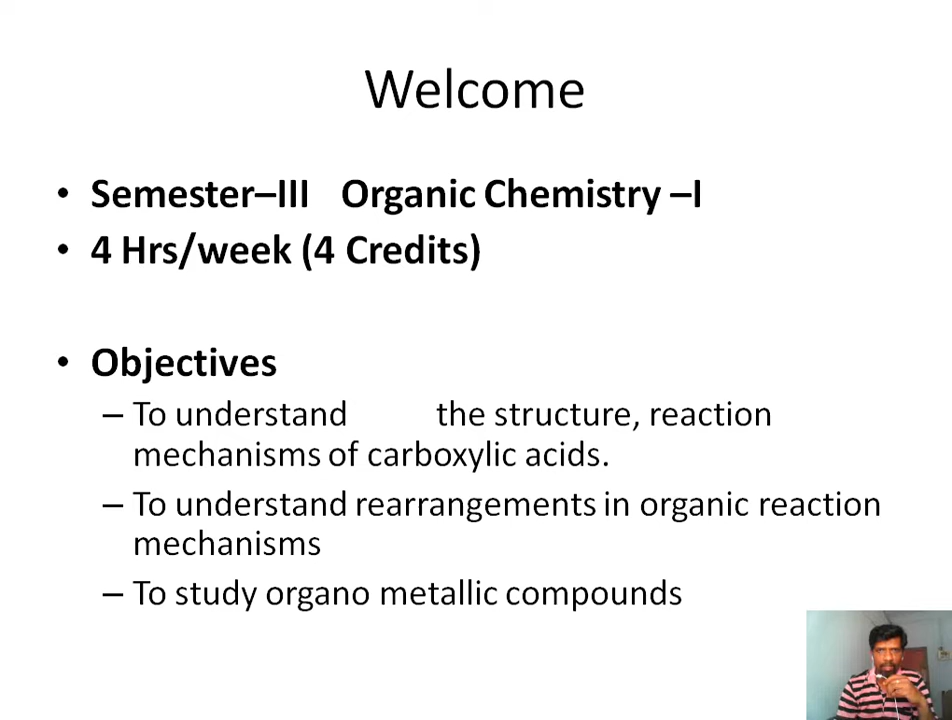 Welcome
• Semester–III Organic Chemistry –I
• 4 Hrs/week (4 Credits)
• Objectives
– To understand the structure, reaction
mechanisms of carboxylic acids.
– To understand rearrangements in organic reaction
mechanisms
– To study organo metallic compounds